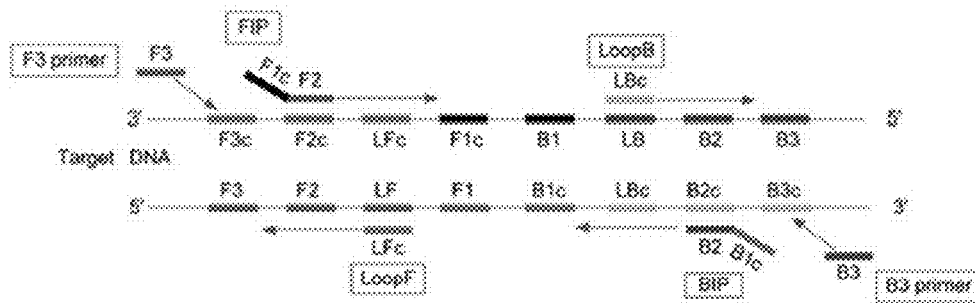 FIP
F3 primer
F3
F1c F2
LoopB
LBc
3' 5'
F3c F2c LFc F1c B1 LB B2 B3
Target DNA
F3 F2 LF F1 B1c LBc B2c B3c
5' 3'
LFc B2 B1c B3
LoopF BIP B3 primer